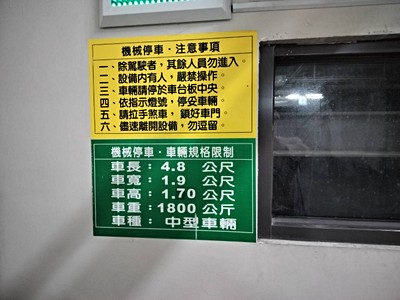 機械停車‧注意事項
一、除駕駛者，其餘人員勿進入。
二、設備內有人，嚴禁操作。
三、車輛請停於車台板中央。
四、依指示燈號，停妥車輛。
五、請拉手煞車，鎖好車門。
六、儘速離開設備，勿逗留。
機械停車‧車輛規格限制
車長：4.8 公尺
車寬：1.9 公尺
車高：1.70 公尺
車重：1800 公斤
車種：中型車輛